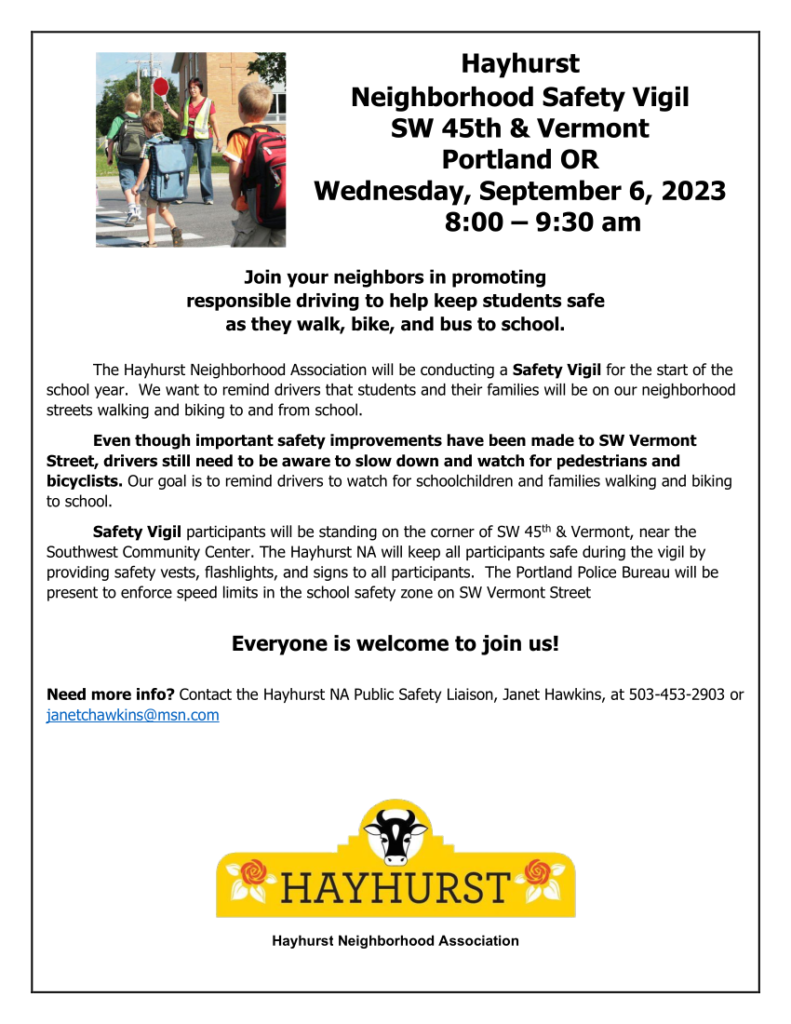 Hayhurst
Neighborhood Safety Vigil
SW 45th & Vermont
Portland OR
Wednesday, September 6, 2023
8:00 – 9:30 am
Join your neighbors in promoting
responsible driving to help keep students safe
as they walk, bike, and bus to school.
The Hayhurst Neighborhood Association will be conducting a Safety Vigil for the start of the
school year.  We want to remind drivers that students and their families will be on our neighborhood
streets walking and biking to and from school.
Even though important safety improvements have been made to SW Vermont
Street, drivers still need to be aware to slow down and watch for pedestrians and
bicyclists. Our goal is to remind drivers to watch for schoolchildren and families walking and biking
to school.
Safety Vigil participants will be standing on the corner of SW 45th & Vermont, near the
Southwest Community Center. The Hayhurst NA will keep all participants safe during the vigil by
providing safety vests, flashlights, and signs to all participants.  The Portland Police Bureau will be
present to enforce speed limits in the school safety zone on SW Vermont Street
Everyone is welcome to join us!
Need more info? Contact the Hayhurst NA Public Safety Liaison, Janet Hawkins, at 503-453-2903 or
janetchawkins@msn.com
HAYHURST
Hayhurst Neighborhood Association